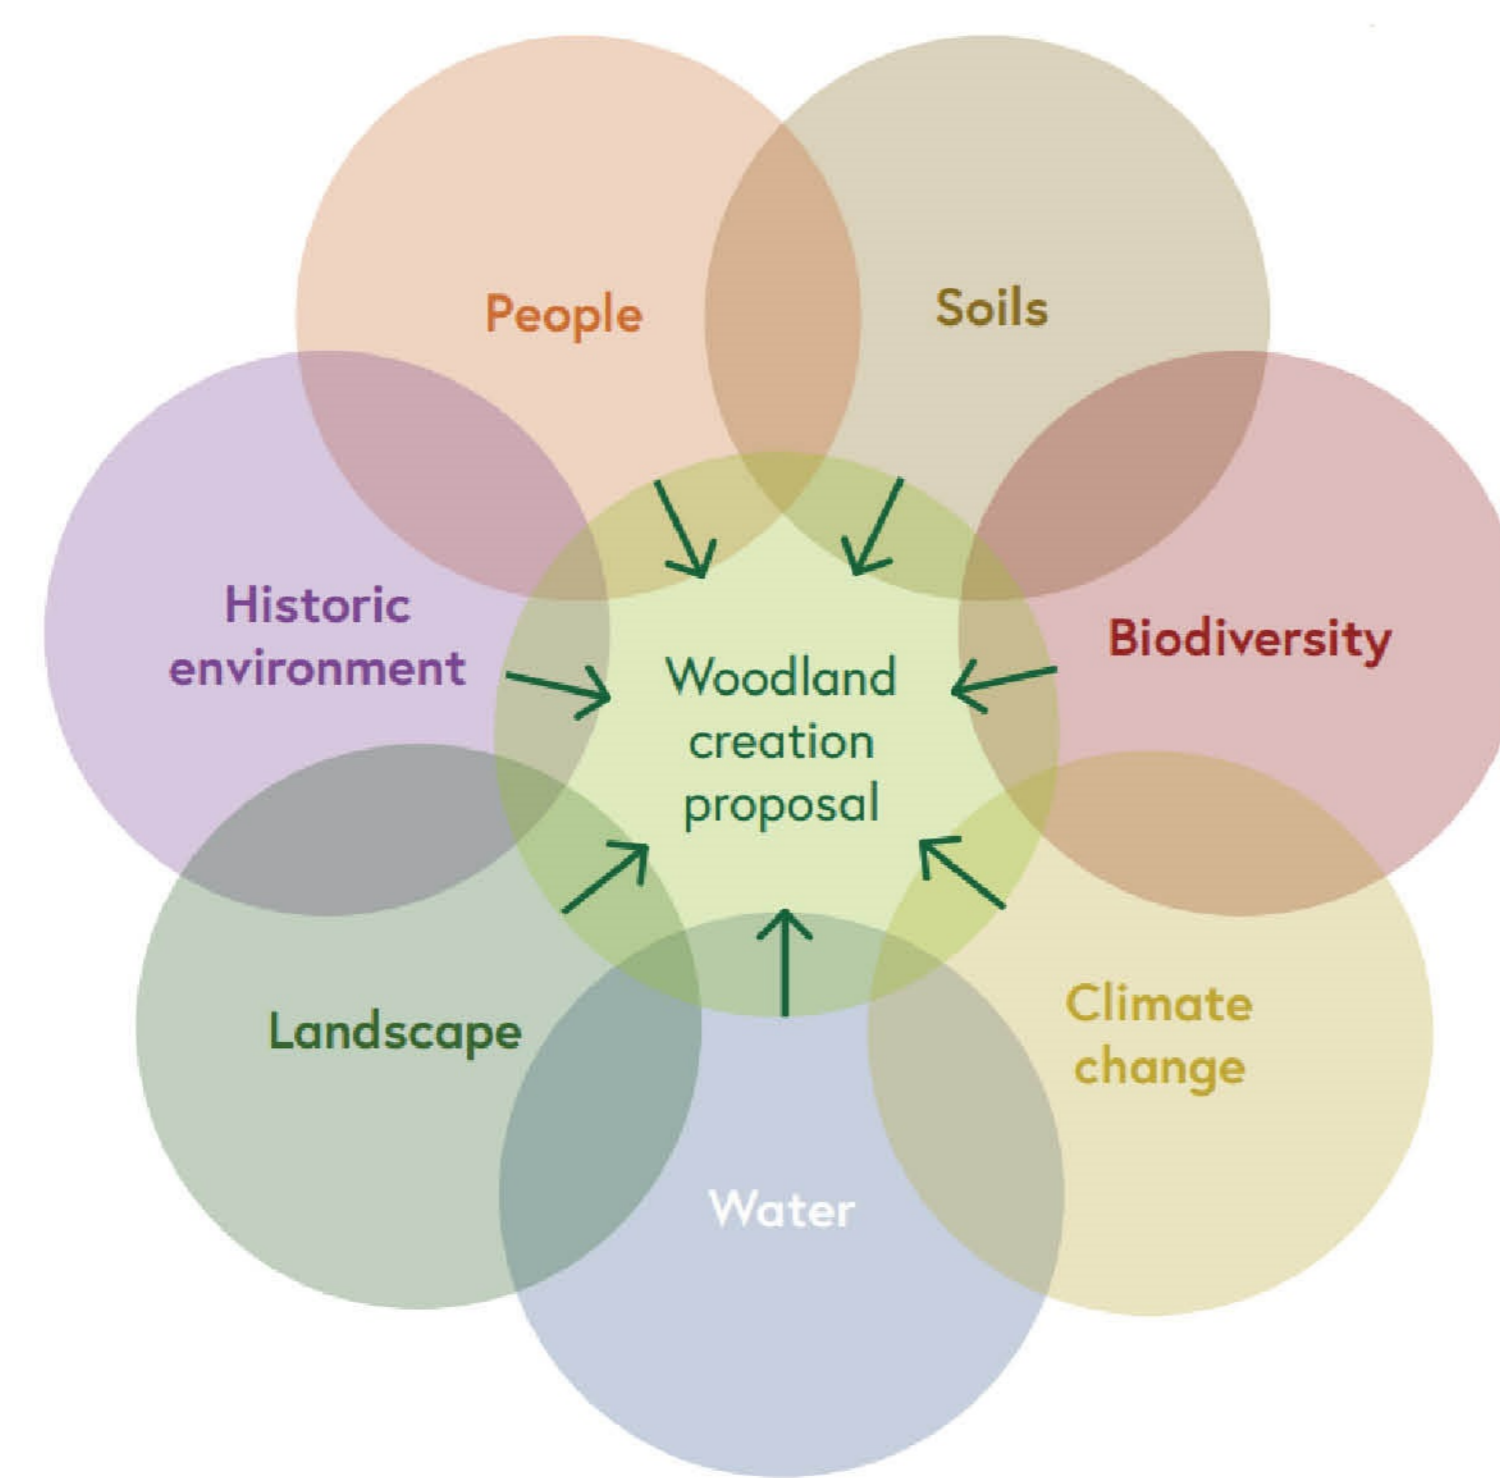 People
Soils
Historic
environment
Biodiversity
Woodland
creation
proposal
Landscape
Climate
change
Water